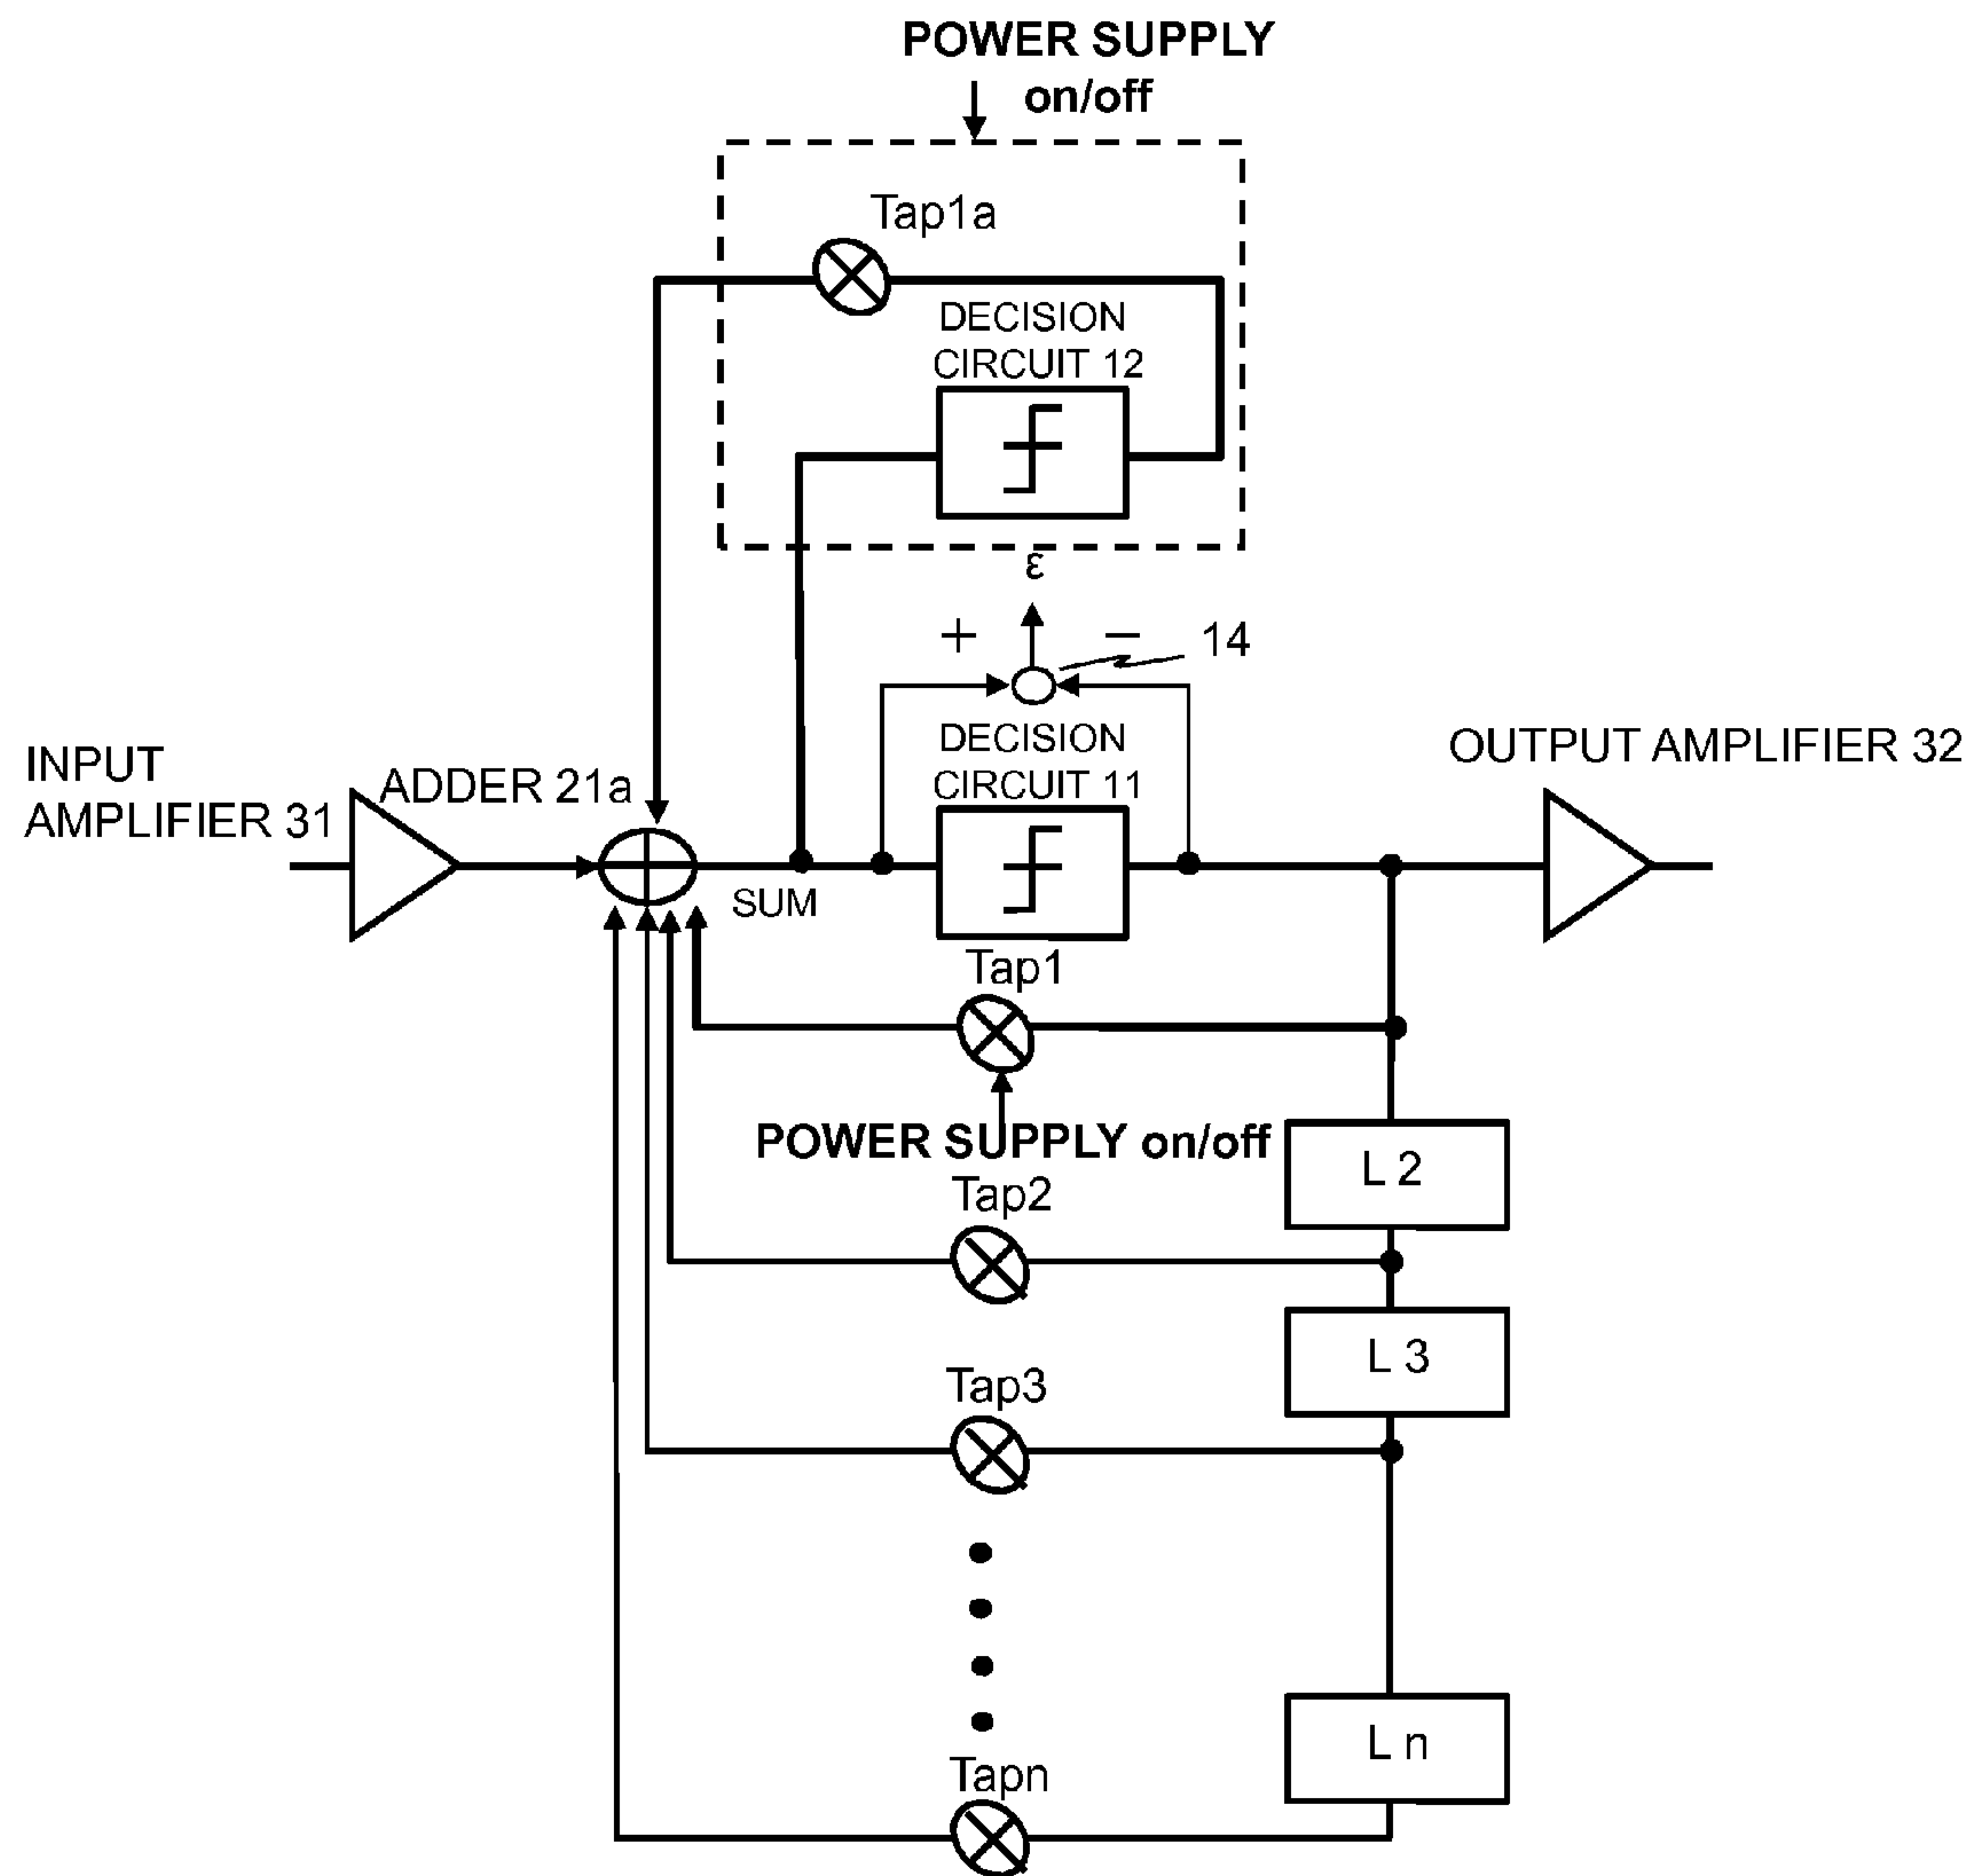 POWER SUPPLY
on/off
Tap1a
DECISION
CIRCUIT 12
ε
+
−
14
INPUT
AMPLIFIER 31
ADDER 21a
DECISION
CIRCUIT 11
OUTPUT AMPLIFIER 32
SUM
Tap1
POWER SUPPLY on/off
L 2
Tap2
L 3
Tap3
L n
Tapn